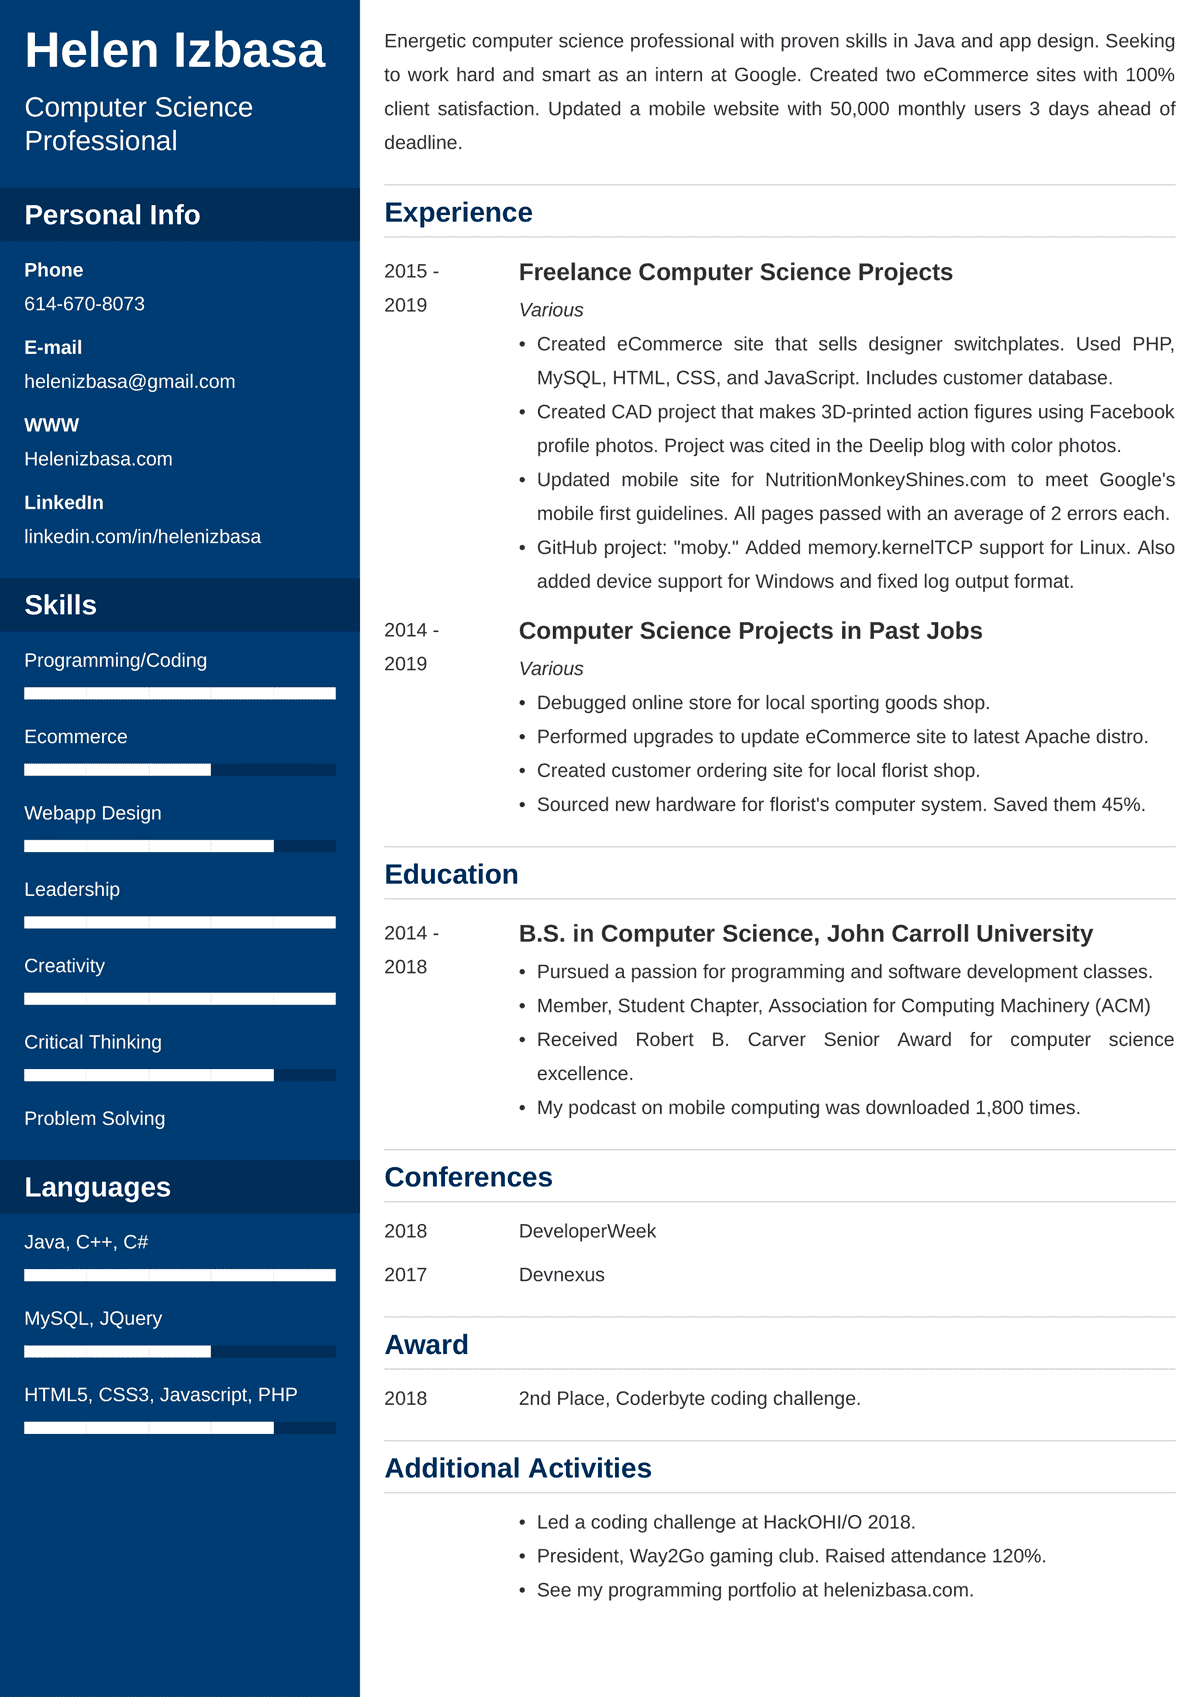 Helen Izbasa
Computer Science
Professional
Personal Info
Phone
614-670-8073
E-mail
helenizbasa@gmail.com
WWW
Helenizbasa.com
LinkedIn
linkedin.com/in/helenizbasa
Skills
Programming/Coding
Ecommerce
Webapp Design
Leadership
Creativity
Critical Thinking
Problem Solving
Languages
Java, C++, C#
MySQL, JQuery
HTML5, CSS3, Javascript, PHP
Energetic computer science professional with proven skills in Java and app design. Seeking
to work hard and smart as an intern at Google. Created two eCommerce sites with 100%
client satisfaction. Updated a mobile website with 50,000 monthly users 3 days ahead of
deadline.
Experience
2015 -
2019
Freelance Computer Science Projects
Various
• Created eCommerce site that sells designer switchplates. Used PHP,
MySQL, HTML, CSS, and JavaScript. Includes customer database.
• Created CAD project that makes 3D-printed action figures using Facebook
profile photos. Project was cited in the Deelip blog with color photos.
• Updated mobile site for NutritionMonkeyShines.com to meet Google's
mobile first guidelines. All pages passed with an average of 2 errors each.
• GitHub project: "moby." Added memory.kernelTCP support for Linux. Also
added device support for Windows and fixed log output format.
2014 -
2019
Computer Science Projects in Past Jobs
Various
• Debugged online store for local sporting goods shop.
• Performed upgrades to update eCommerce site to latest Apache distro.
• Created customer ordering site for local florist shop.
• Sourced new hardware for florist's computer system. Saved them 45%.
Education
2014 -
2018
B.S. in Computer Science, John Carroll University
• Pursued a passion for programming and software development classes.
• Member, Student Chapter, Association for Computing Machinery (ACM)
• Received Robert B. Carver Senior Award for computer science
excellence.
• My podcast on mobile computing was downloaded 1,800 times.
Conferences
2018 DeveloperWeek
2017 Devnexus
Award
2018 2nd Place, Coderbyte coding challenge.
Additional Activities
• Led a coding challenge at HackOHI/O 2018.
• President, Way2Go gaming club. Raised attendance 120%.
• See my programming portfolio at helenizbasa.com.